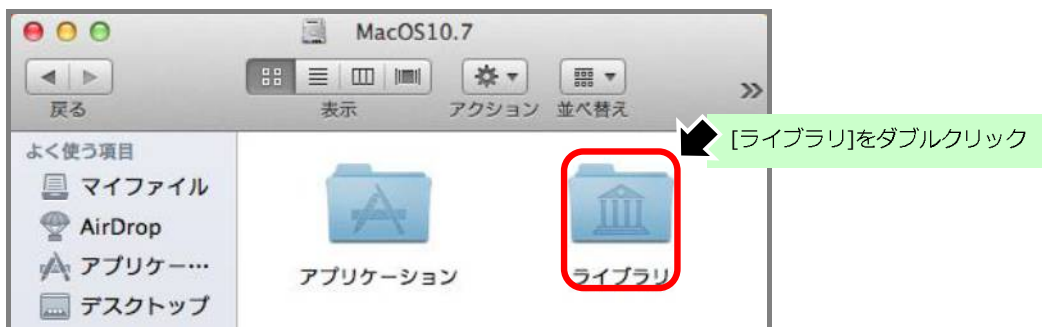 MacOS10.7
戻る
表示
アクション
並べ替え
[ライブラリ]をダブルクリック
よく使う項目
マイファイル
AirDrop
アプリケー…
デスクトップ
アプリケーション
ライブラリ